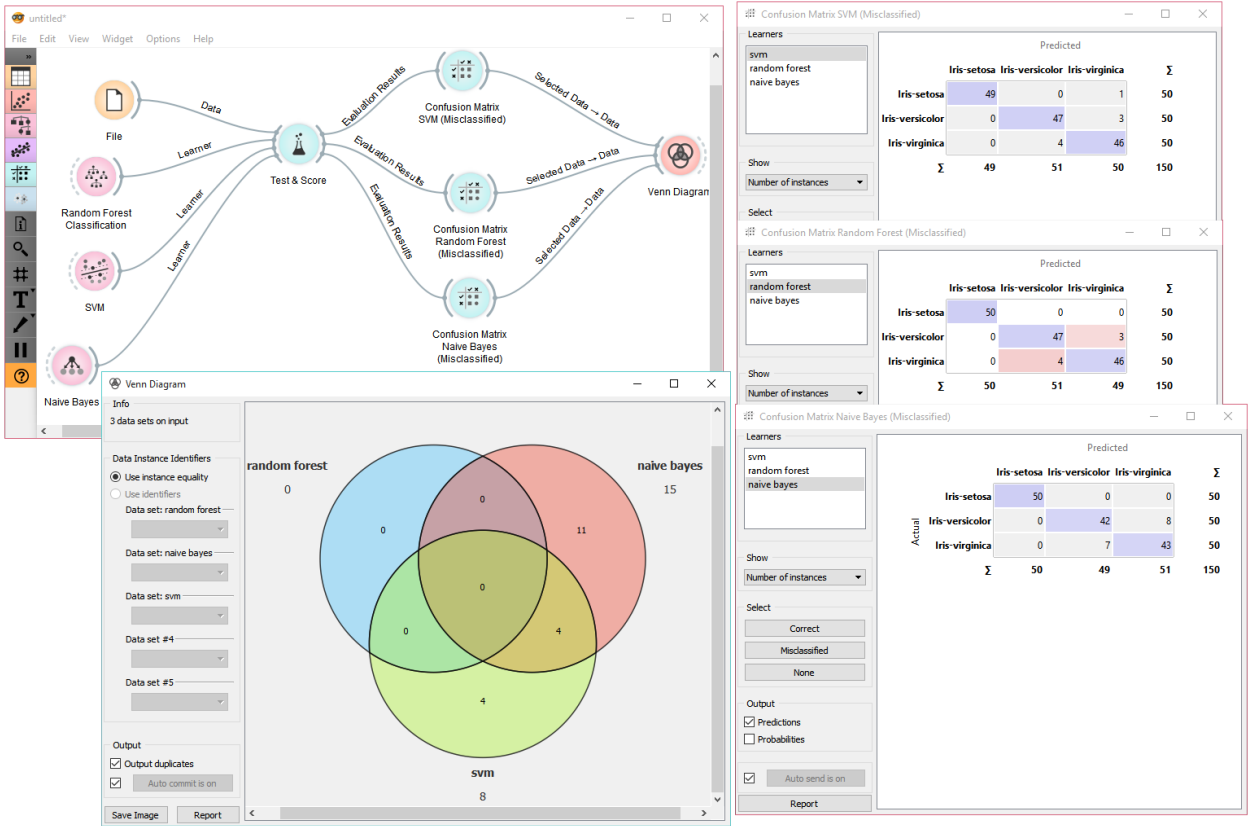 untitled*
File Edit View Widget Options Help
»
File
Random Forest
Classification
SVM
Naive Bayes
Data
Learner
Learner
Learner
Test & Score
Evaluation Results
Evaluation Results
Evaluation Results
Confusion Matrix
SVM (Misclassified)
Confusion Matrix
Random Forest
(Misclassified)
Confusion Matrix
Naive Bayes
(Misclassified)
Selected Data → Data
Selected Data → Data
Selected Data → Data
Venn Diagram
T
Confusion Matrix SVM (Misclassified)
Learners
svm
random forest
naive bayes
Show
Number of instances
Select
Predicted
Iris-setosa Iris-versicolor Iris-virginica Σ
Iris-setosa 49 0 1 50
Iris-versicolor 0 47 3 50
Iris-virginica 0 4 46 50
Σ 49 51 50 150
Confusion Matrix Random Forest (Misclassified)
Learners
svm
random forest
naive bayes
Show
Number of instances
Predicted
Iris-setosa Iris-versicolor Iris-virginica Σ
Iris-setosa 50 0 0 50
Iris-versicolor 0 47 3 50
Iris-virginica 0 4 46 50
Σ 50 51 49 150
Confusion Matrix Naive Bayes (Misclassified)
Learners
svm
random forest
naive bayes
Show
Number of instances
Select
Correct
Misclassified
None
Output
Predictions
Probabilities
Auto send is on
Report
Predicted
Actual
Iris-setosa Iris-versicolor Iris-virginica Σ
Iris-setosa 50 0 0 50
Iris-versicolor 0 42 8 50
Iris-virginica 0 7 43 50
Σ 50 49 51 150
Venn Diagram
Info
3 data sets on input
Data Instance Identifiers
Use instance equality
Use identifiers
Data set: random forest
Data set: naive bayes
Data set: svm
Data set #4
Data set #5
Output
Output duplicates
Auto commit is on
Save Image
Report
random forest
0
naive bayes
15
0
0
11
0
0
4
4
svm
8